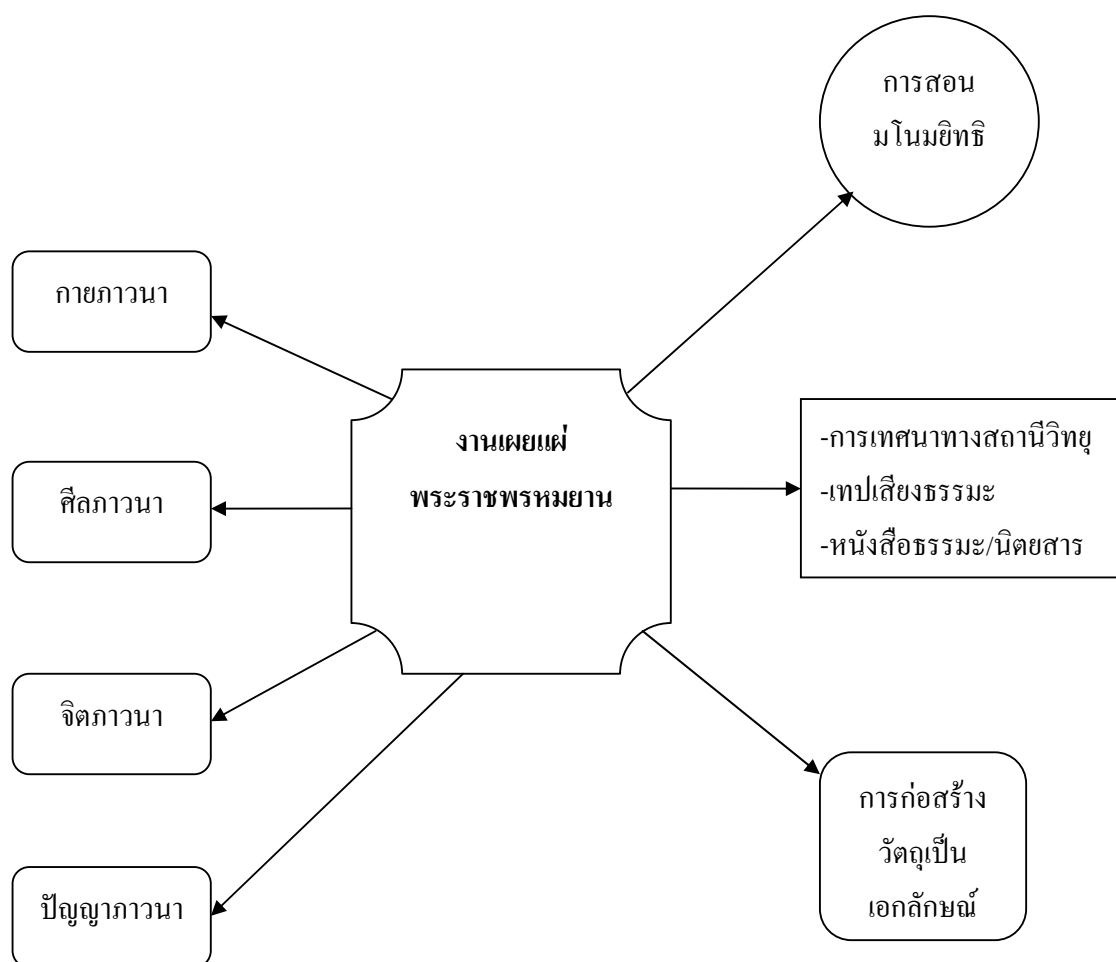 การสอน
มโนมยิทธิ
กายภาวนา
งานเผยแผ่
พระราชพรหมยาน
-การเทศนาทางสถานีวิทยุ
-เทปเสียงธรรมะ
-หนังสือธรรมะ/นิตยสาร
ศีลภาวนา
จิตภาวนา
การก่อสร้าง
วัตถุเป็น
เอกลักษณ์
ปัญญาภาวนา